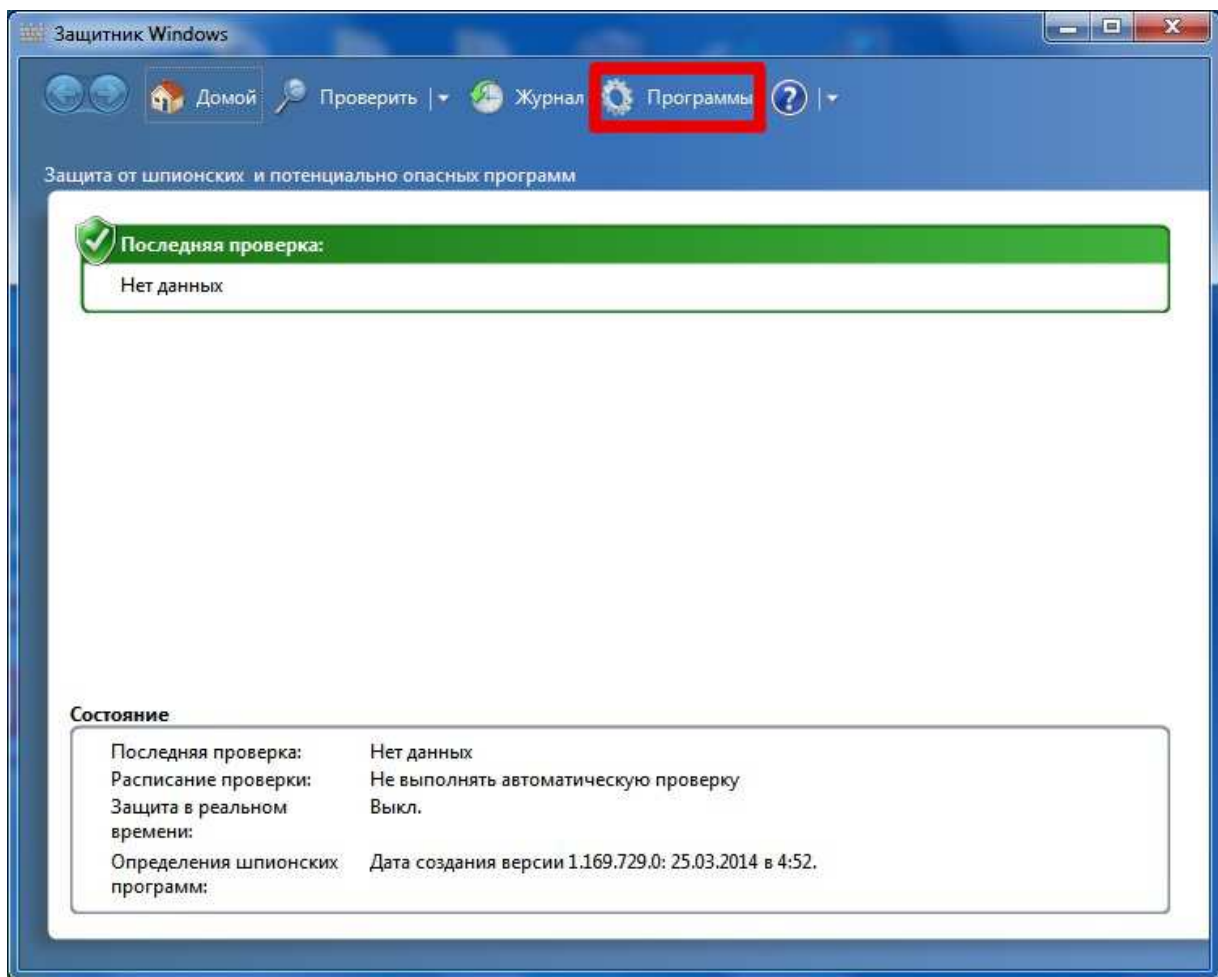 Защитник Windows
Домой Проверить Журнал Программы ?
Защита от шпионских и потенциально опасных программ
Последняя проверка:
Нет данных
Состояние
Последняя проверка: Нет данных
Расписание проверки: Не выполнять автоматическую проверку
Защита в реальном Выкл.
времени:
Определения шпионских Дата создания версии 1.169.729.0: 25.03.2014 в 4:52.
программ: